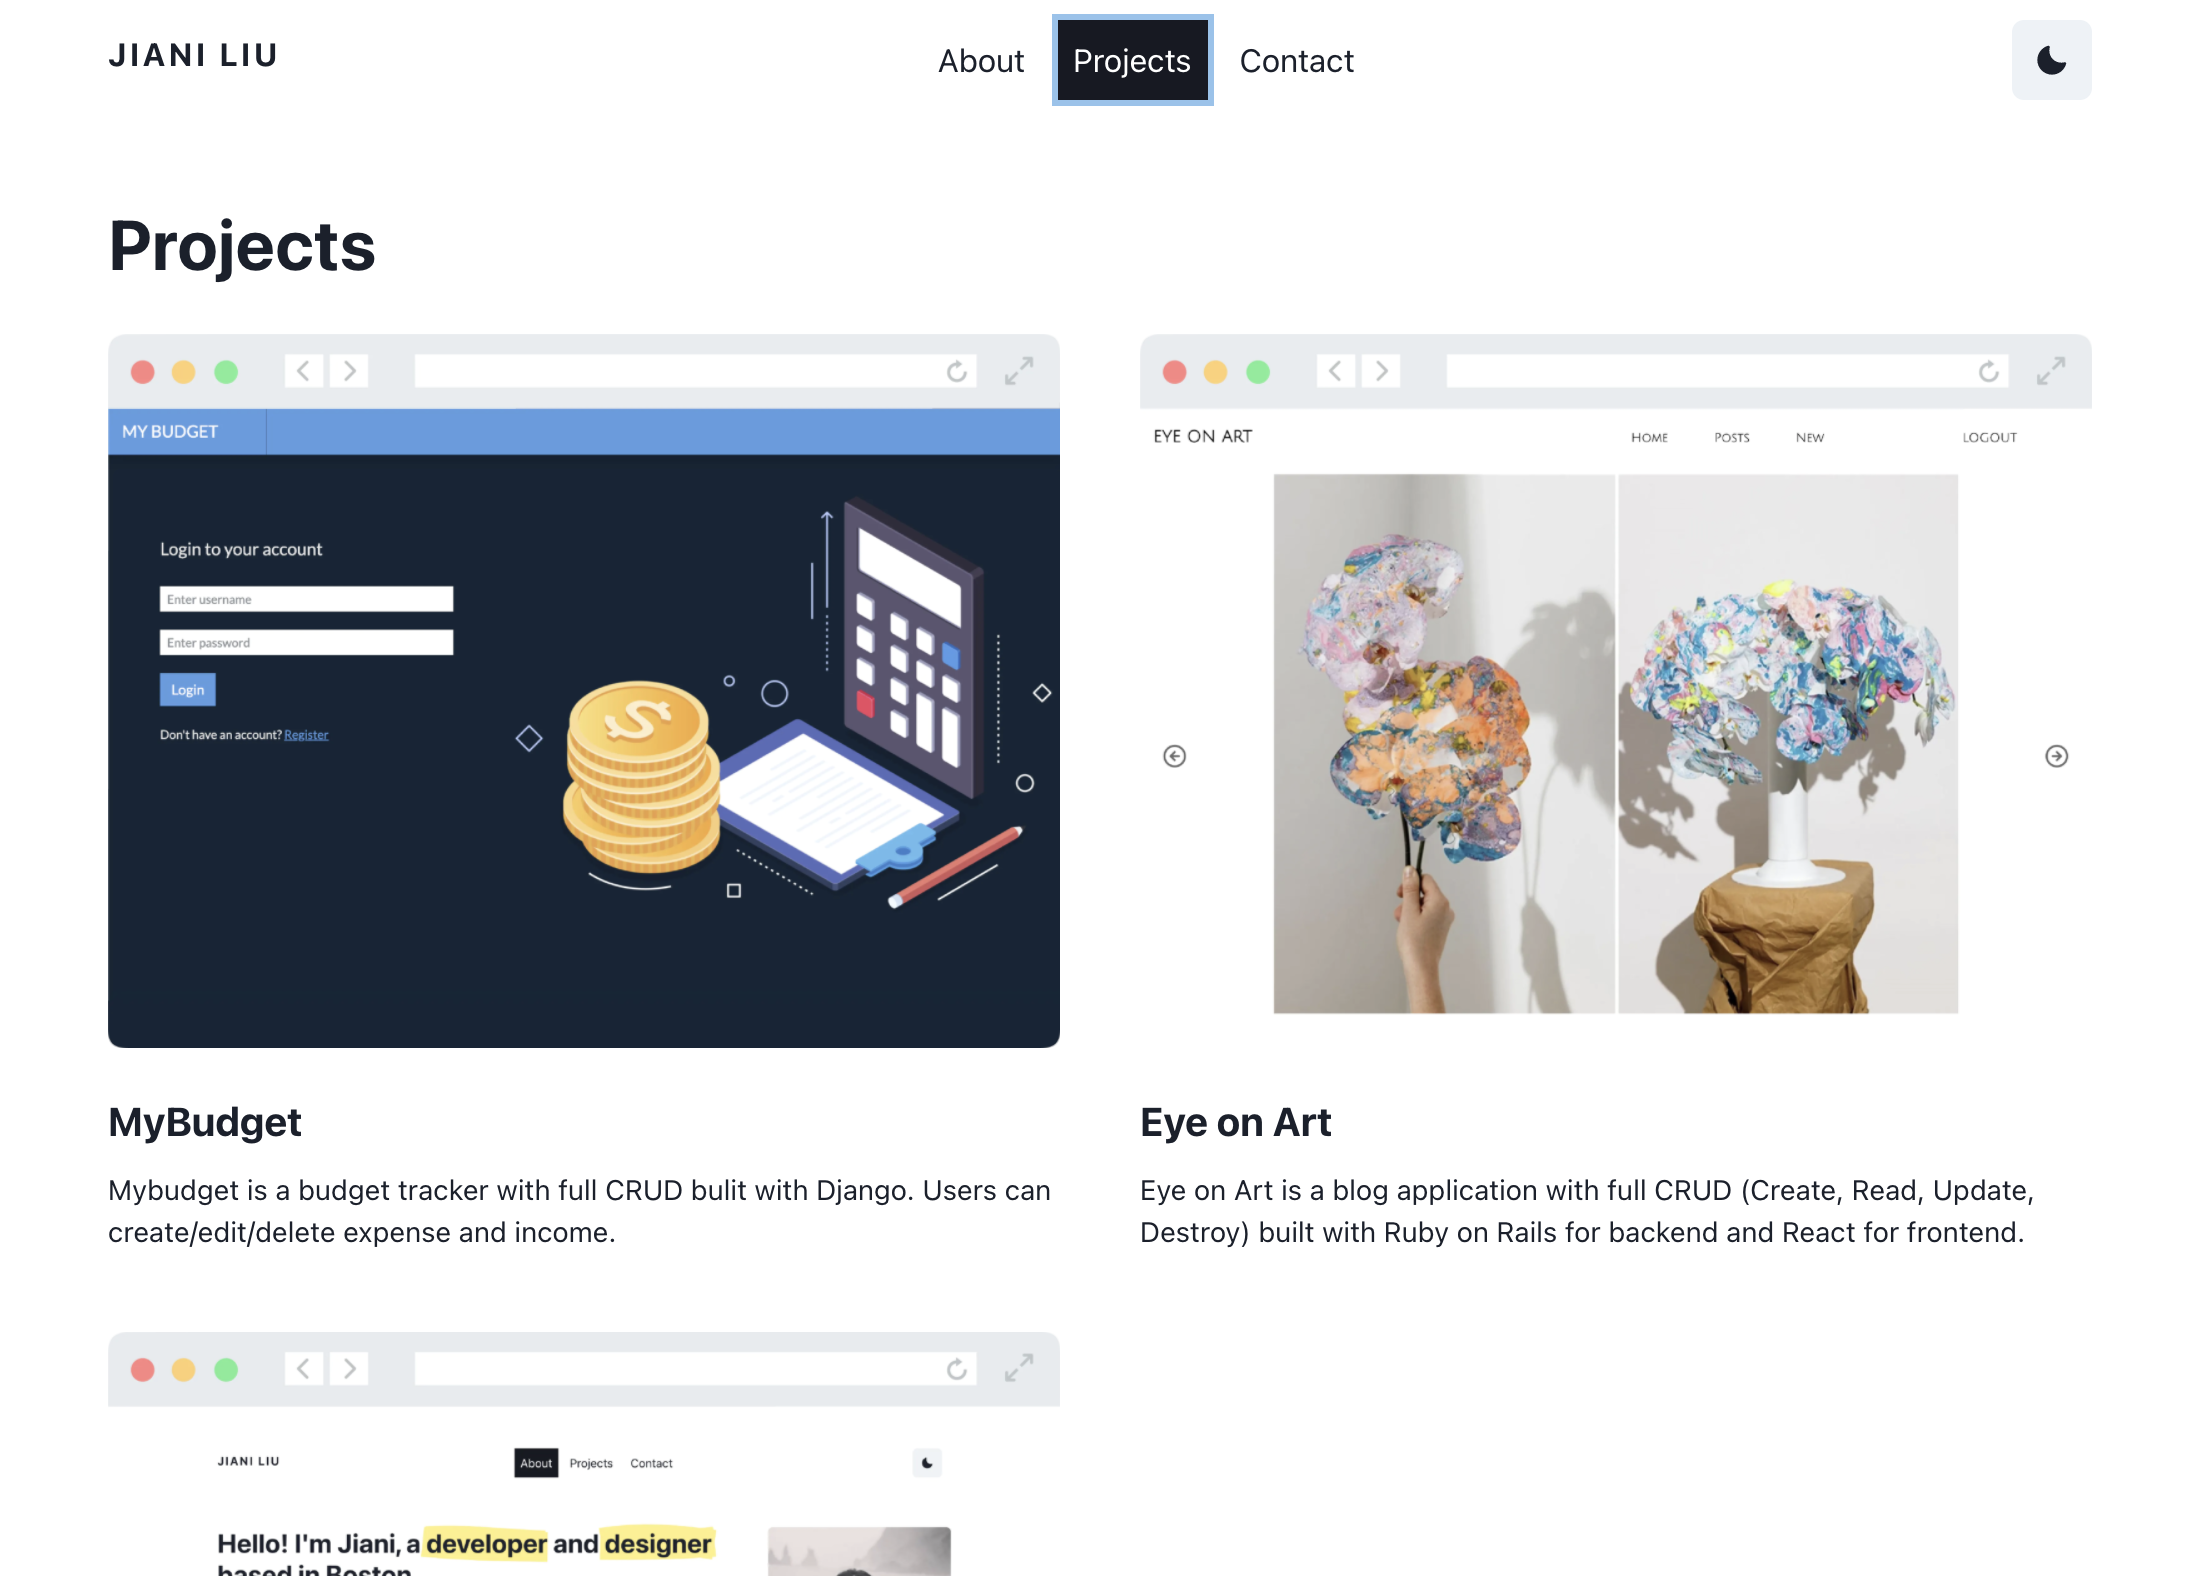 JIANI LIU
About Projects Contact
Projects
MY BUDGET
Login to your account
Enter username
Enter password
Login
Don't have an account? Register
$
EYE ON ART HOME POSTS NEW LOGOUT
MyBudget
Mybudget is a budget tracker with full CRUD bulit with Django. Users can
create/edit/delete expense and income.
Eye on Art
Eye on Art is a blog application with full CRUD (Create, Read, Update,
Destroy) built with Ruby on Rails for backend and React for frontend.
JIANI LIU About Projects Contact
Hello! I'm Jiani, a developer and designer
based in Boston